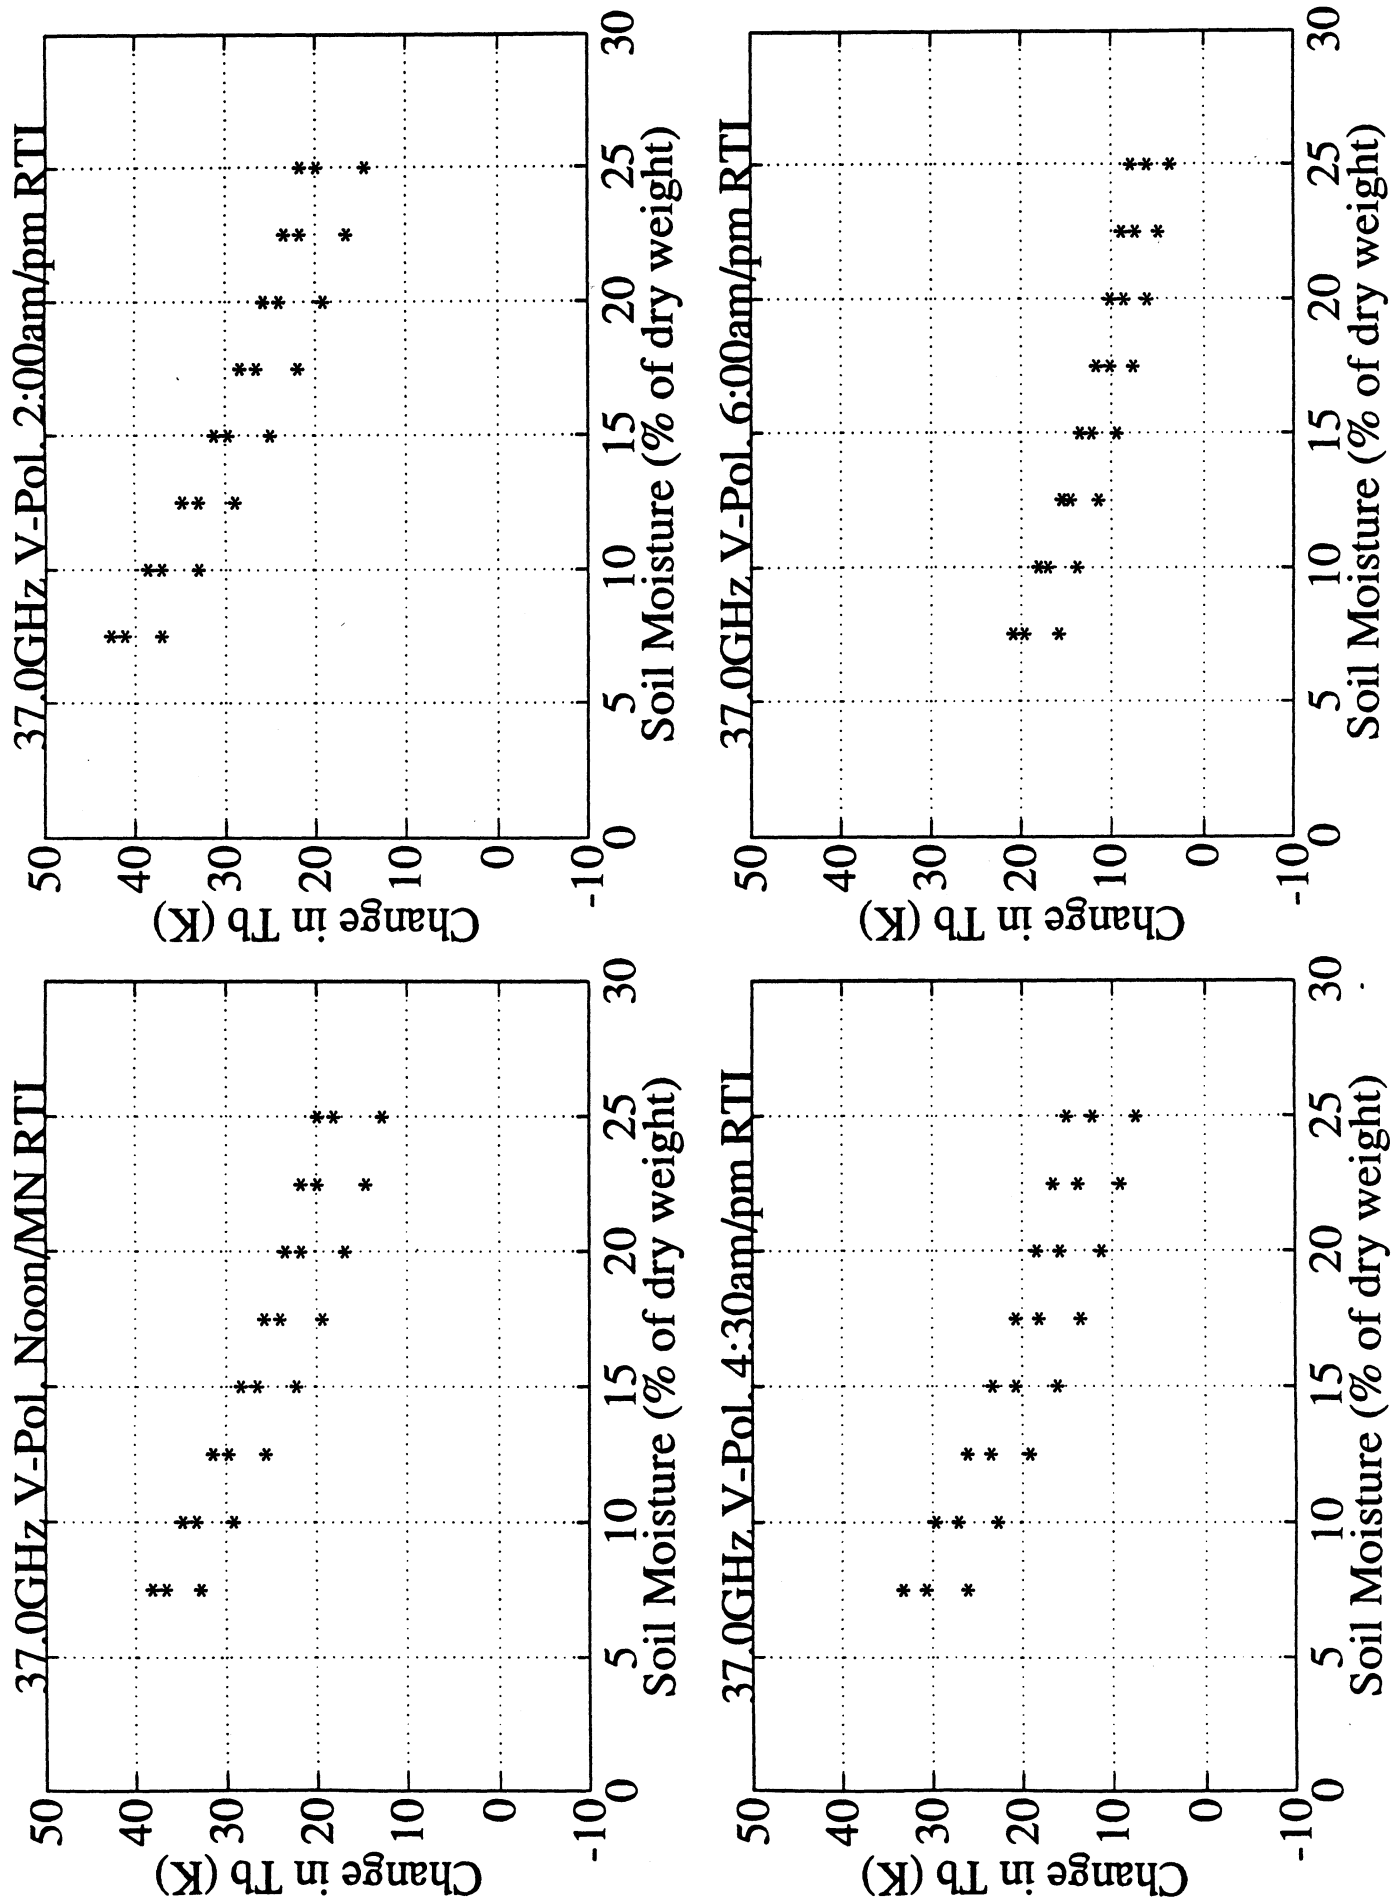 37.0GHz V-Pol. Noon/MN RTI
50
40
30
20
10
0
-10
Change in Tb (K)
0 5 10 15 20 25 30
Soil Moisture (% of dry weight)
37.0GHz V-Pol. 2:00am/pm RTI
50
40
30
20
10
0
-10
Change in Tb (K)
0 5 10 15 20 25 30
Soil Moisture (% of dry weight)
37.0GHz V-Pol. 4:30am/pm RTI
50
40
30
20
10
0
-10
Change in Tb (K)
0 5 10 15 20 25 30
Soil Moisture (% of dry weight)
37.0GHz V-Pol. 6:00am/pm RTI
50
40
30
20
10
0
-10
Change in Tb (K)
0 5 10 15 20 25 30
Soil Moisture (% of dry weight)